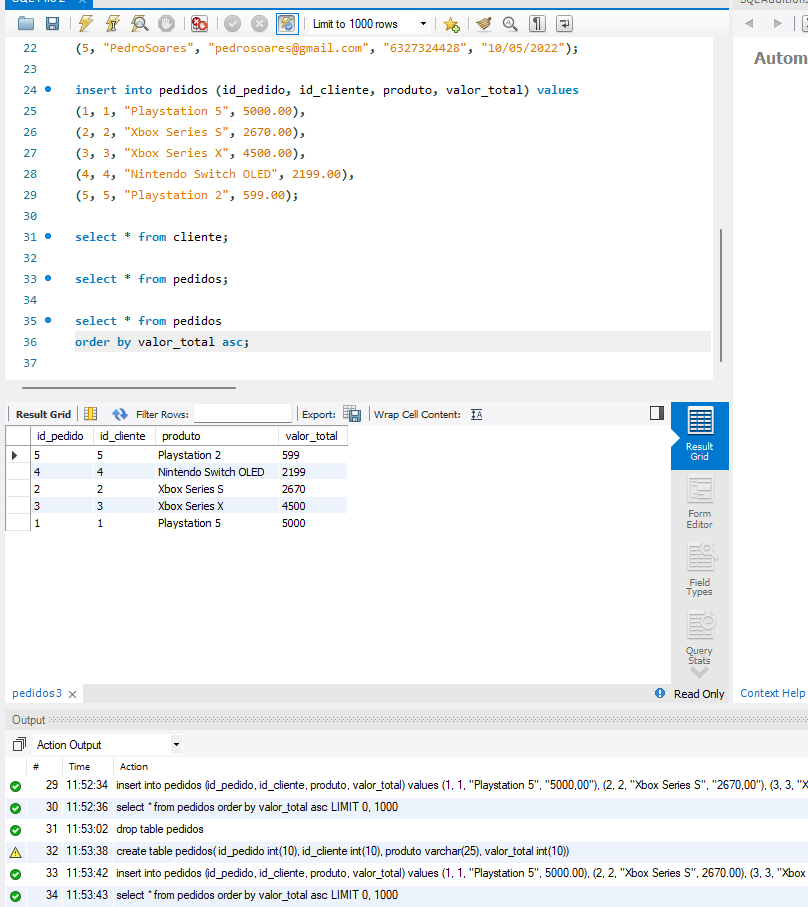 Limit to 1000 rows
22 (5, "PedroSoares", "pedrosoares@gmail.com", "6327324428", "10/05/2022");
23
24 insert into pedidos (id_pedido, id_cliente, produto, valor_total) values
25 (1, 1, "Playstation 5", 5000.00),
26 (2, 2, "Xbox Series S", 2670.00),
27 (3, 3, "Xbox Series X", 4500.00),
28 (4, 4, "Nintendo Switch OLED", 2199.00),
29 (5, 5, "Playstation 2", 599.00);
30
31 select * from cliente;
32
33 select * from pedidos;
34
35 select * from pedidos
36 order by valor_total asc;
37
Autom
Result Grid Filter Rows: Export: Wrap Cell Content:
id_pedido id_cliente produto valor_total
5 5 Playstation 2 599
4 4 Nintendo Switch OLED 2199
2 2 Xbox Series S 2670
3 3 Xbox Series X 4500
1 1 Playstation 5 5000
Result
Grid
Form
Editor
Field
Types
Query
Stats
pedidos 3
Read Only
Context Help
Output
Action Output
# Time Action
29 11:52:34 insert into pedidos (id_pedido, id_cliente, produto, valor_total) values (1, 1, "Playstation 5", "5000,00"), (2, 2, "Xbox Series S", "2670,00"), (3, 3, "X
30 11:52:36 select * from pedidos order by valor_total asc LIMIT 0, 1000
31 11:53:02 drop table pedidos
32 11:53:38 create table pedidos( id_pedido int(10), id_cliente int(10), produto varchar(25), valor_total int(10))
33 11:53:42 insert into pedidos (id_pedido, id_cliente, produto, valor_total) values (1, 1, "Playstation 5", 5000.00), (2, 2, "Xbox Series S", 2670.00), (3, 3, "Xbox
34 11:53:43 select * from pedidos order by valor_total asc LIMIT 0, 1000